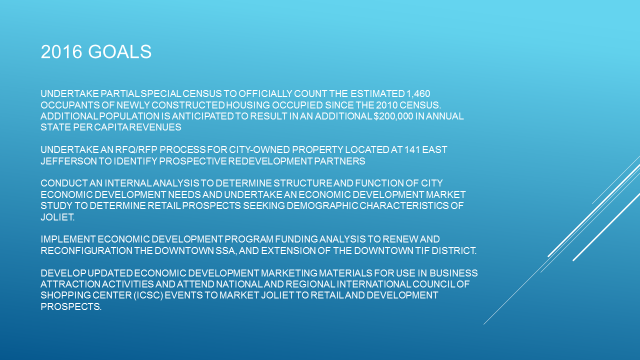 2016 GOALS
UNDERTAKE PARTIAL SPECIAL CENSUS TO OFFICIALLY COUNT THE ESTIMATED 1,460
OCCUPANTS OF NEWLY CONSTRUCTED HOUSING OCCUPIED SINCE THE 2010 CENSUS.
ADDITIONAL POPULATION IS ANTICIPATED TO RESULT IN AN ADDITIONAL $200,000 IN ANNUAL
STATE PER CAPITA REVENUES
UNDERTAKE AN RFQ/RFP PROCESS FOR CITY-OWNED PROPERTY LOCATED AT 141 EAST
JEFFERSON TO IDENTIFY PROSPECTIVE REDEVELOPMENT PARTNERS
CONDUCT AN INTERNAL ANALYSIS TO DETERMINE STRUCTURE AND FUNCTION OF CITY
ECONOMIC DEVELOPMENT NEEDS AND UNDERTAKE AN ECONOMIC DEVELOPMENT MARKET
STUDY TO DETERMINE RETAIL PROSPECTS SEEKING DEMOGRAPHIC CHARACTERISTICS OF
JOLIET.
IMPLEMENT ECONOMIC DEVELOPMENT PROGRAM FUNDING ANALYSIS TO RENEW AND
RECONFIGURATION THE DOWNTOWN SSA, AND EXTENSION OF THE DOWNTOWN TIF DISTRICT.
DEVELOP UPDATED ECONOMIC DEVELOPMENT MARKETING MATERIALS FOR USE IN BUSINESS
ATTRACTION ACTIVITIES AND ATTEND NATIONAL AND REGIONAL INTERNATIONAL COUNCIL OF
SHOPPING CENTER (ICSC) EVENTS TO MARKET JOLIET TO RETAIL AND DEVELOPMENT
PROSPECTS.